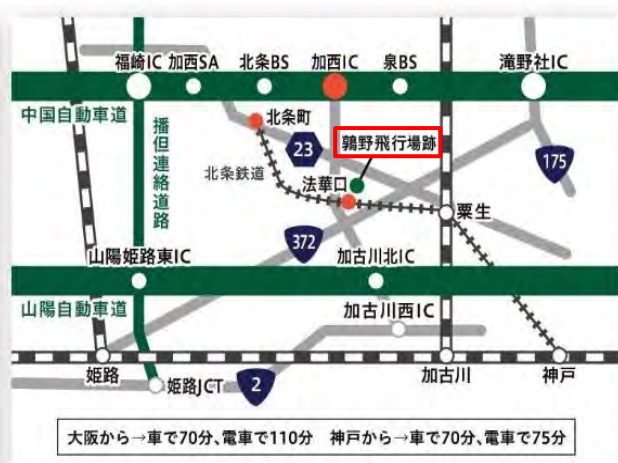 福崎IC
加西SA
北条BS
加西IC
泉BS
滝野社IC
中国自動車道
北条町
鶉野飛行場跡
23
播但連絡道路
北条鉄道
法華口
175
粟生
372
山陽姫路東IC
加古川北IC
山陽自動車道
加古川西IC
姫路
姫路JCT
2
加古川
神戸
大阪から→車で70分、電車で110分 神戸から→車で70分、電車で75分